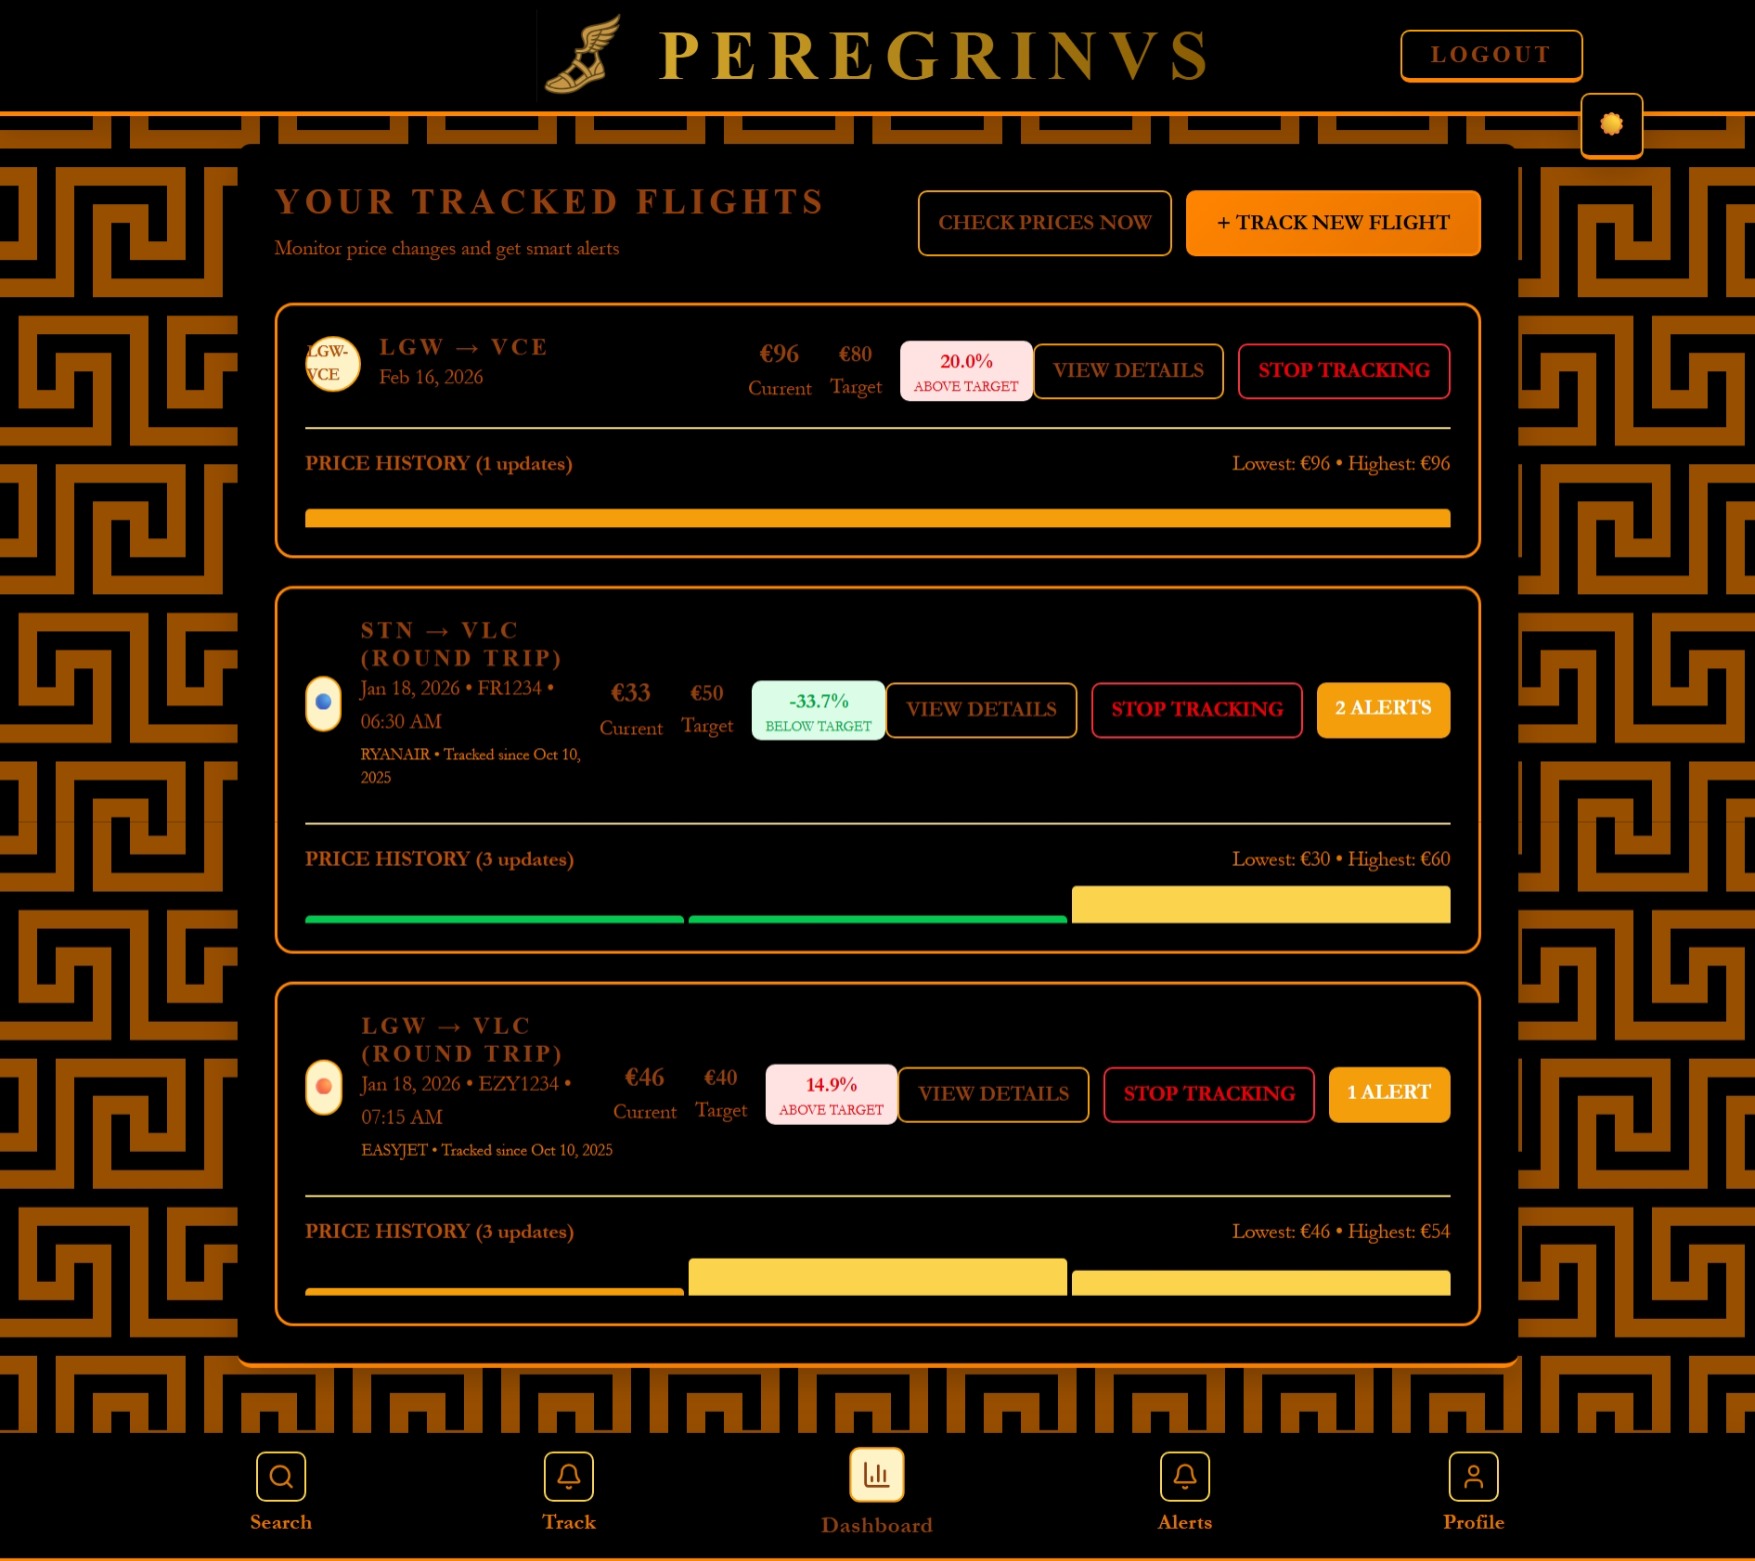 PEREGRINVS
LOGOUT
YOUR TRACKED FLIGHTS
Monitor price changes and get smart alerts
CHECK PRICES NOW
+ TRACK NEW FLIGHT
LGW-
VCE
LGW → VCE
Feb 16, 2026
€96
Current
€80
Target
20.0%
ABOVE TARGET
VIEW DETAILS
STOP TRACKING
PRICE HISTORY (1 updates)
Lowest: €96 • Highest: €96
STN → VLC
(ROUND TRIP)
Jan 18, 2026 • FR1234 •
06:30 AM
RYANAIR • Tracked since Oct 10,
2025
€33
Current
€50
Target
-33.7%
BELOW TARGET
VIEW DETAILS
STOP TRACKING
2 ALERTS
PRICE HISTORY (3 updates)
Lowest: €30 • Highest: €60
LGW → VLC
(ROUND TRIP)
Jan 18, 2026 • EZY1234 •
07:15 AM
EASYJET • Tracked since Oct 10, 2025
€46
Current
€40
Target
14.9%
ABOVE TARGET
VIEW DETAILS
STOP TRACKING
1 ALERT
PRICE HISTORY (3 updates)
Lowest: €46 • Highest: €54
Search
Track
Dashboard
Alerts
Profile